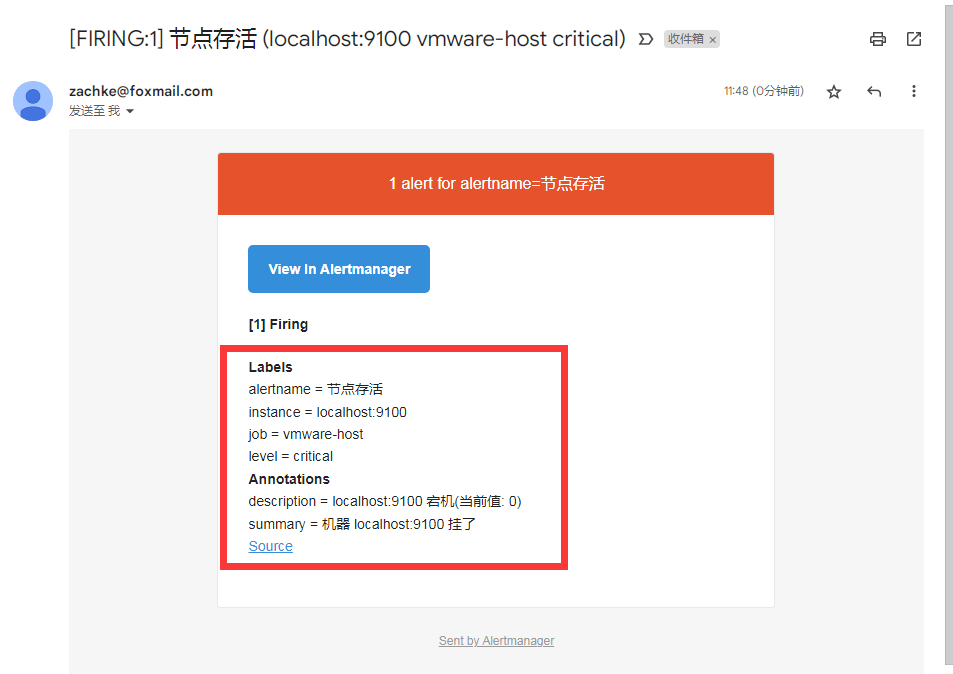 [FIRING:1] 节点存活 (localhost:9100 vmware-host critical) 收件箱 ×
zachke@foxmail.com 11:48 (0分钟前)
发送至 我
1 alert for alertname=节点存活
View In Alertmanager
[1] Firing
Labels
alertname = 节点存活
instance = localhost:9100
job = vmware-host
level = critical
Annotations
description = localhost:9100 宕机(当前值: 0)
summary = 机器 localhost:9100 挂了
Source
Sent by Alertmanager